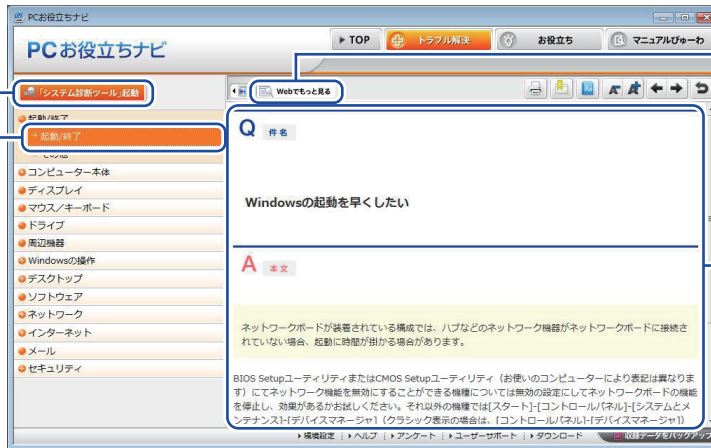 PCお役立ちナビ
PCお役立ちナビ
TOP
トラブル解決
お役立ち
マニュアルびゅーわ
「システム診断ツール」起動
Webでもっと見る
起動/終了
起動/終了
その他
コンピューター本体
ディスプレイ
マウス/キーボード
ドライブ
周辺機器
Windowsの操作
デスクトップ
ソフトウェア
ネットワーク
インターネット
メール
セキュリティ
Q 件名
Windowsの起動を早くしたい
A 本文
ネットワークボードが装着されている構成では、ハブなどのネットワーク機器がネットワークボードに接続さ
れていない場合、起動に時間が掛かる場合があります。
BIOS SetupユーティリティまたはCMOS Setupユーティリティ（お使いのコンピューターにより表記は異なりま
す）にてネットワーク機能を無効にすることができる機種については無効の設定にしてネットワークボードの機能
を停止し、効果があるかお試しください。それ以外の機種では[スタート]-[コントロールパネル]-[システムとメ
ンテナンス]-[デバイスマネージャ]（クラシック表示の場合は、[コントロールパネル]-[デバイスマネージャ]）
環境設定
ヘルプ
アンケート
ユーザーサポート
ダウンロード
収録データをバックアップ